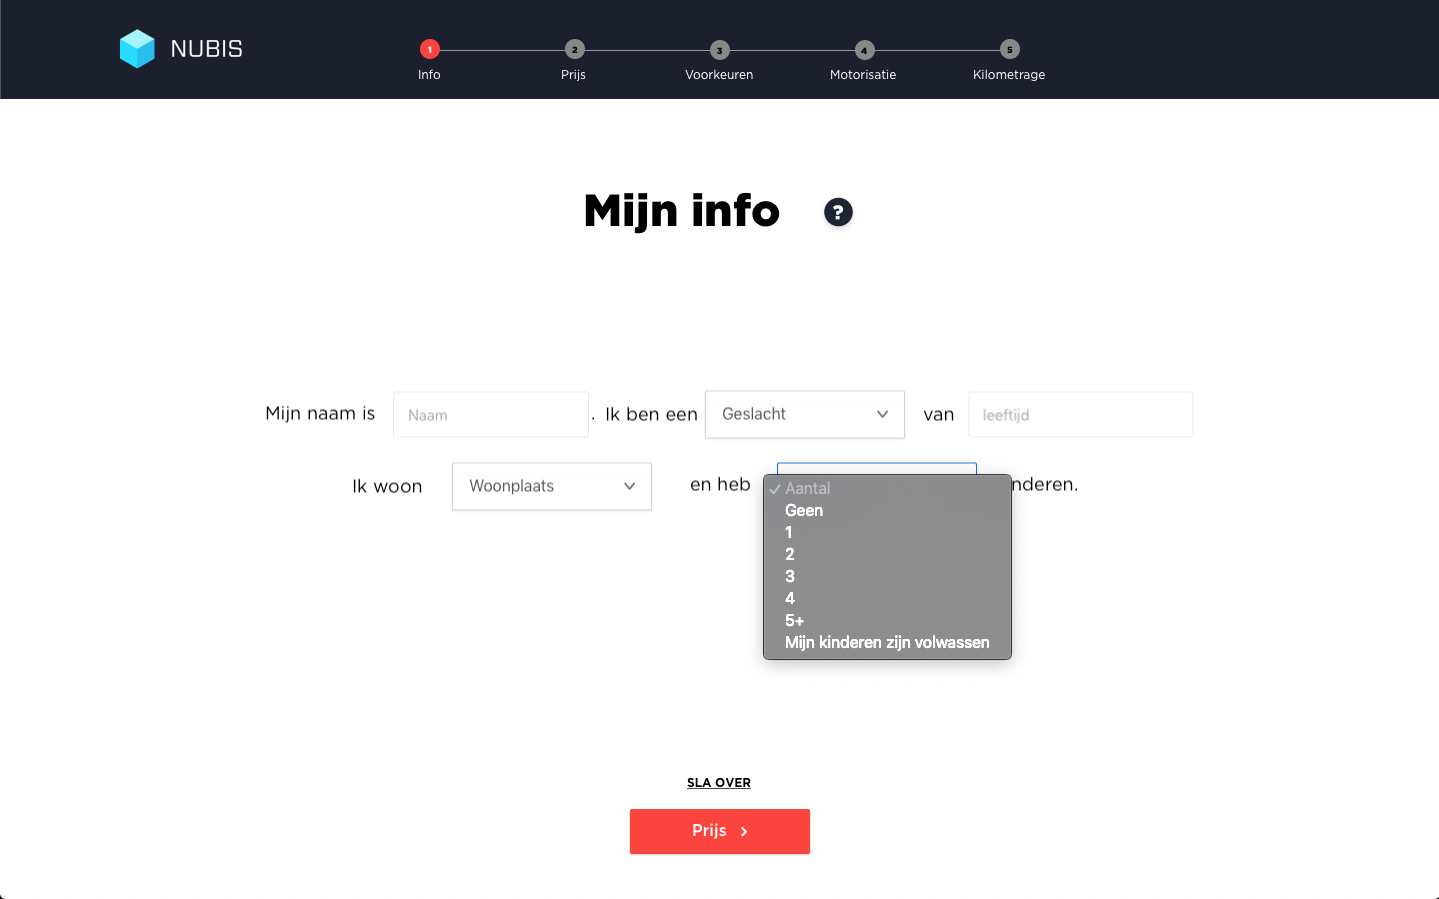 NUBIS
1 2 3 4 5
Info Prijs Voorkeuren Motorisatie Kilometrage
Mijn info ?
Mijn naam is Naam . Ik ben een Geslacht van leeftijd
Ik woon Woonplaats en heb nderen.
Aantal
Geen
1
2
3
4
5+
Mijn kinderen zijn volwassen
SLA OVER
Prijs